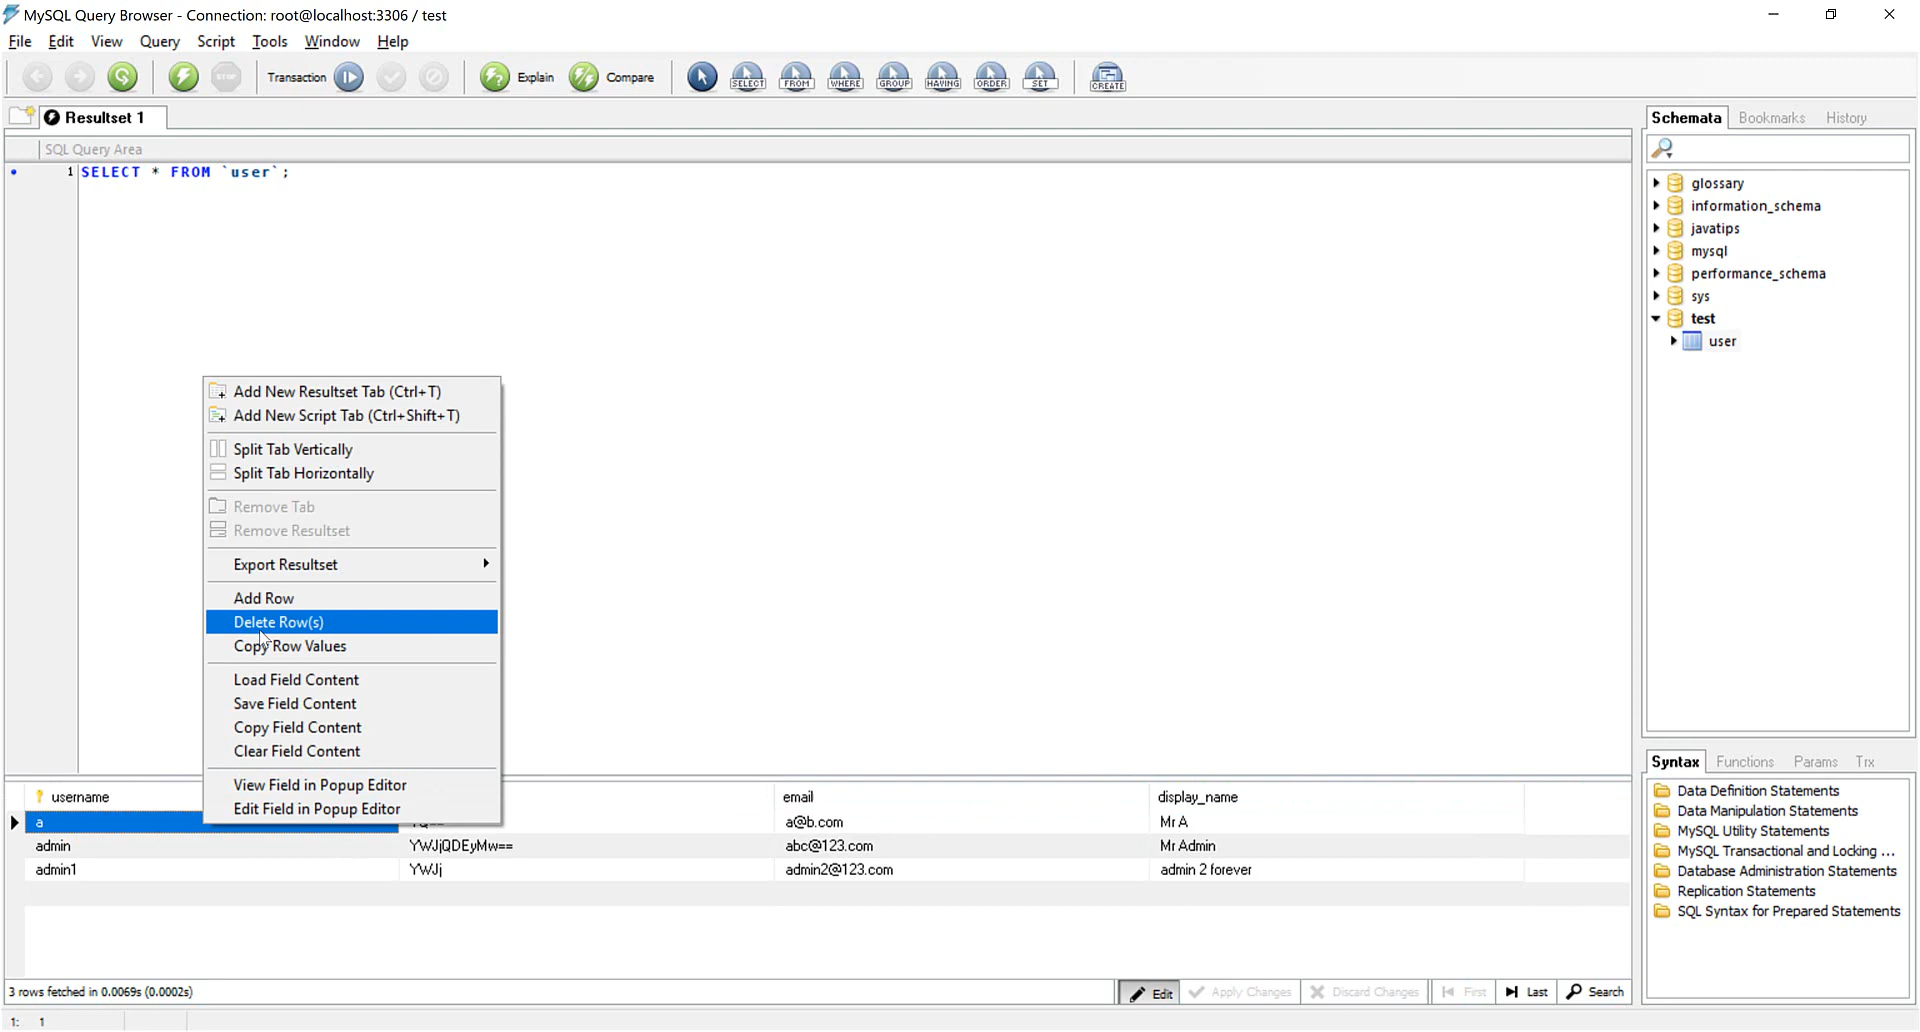 MySQL Query Browser - Connection: root@localhost:3306 / test
File Edit View Query Script Tools Window Help
STOP Transaction Explain Compare SELECT FROM WHERE GROUP HAVING ORDER SET CREATE
Resultset 1
SQL Query Area
1 SELECT * FROM `user`;
Add New Resultset Tab (Ctrl+T)
Add New Script Tab (Ctrl+Shift+T)
Split Tab Vertically
Split Tab Horizontally
Remove Tab
Remove Resultset
Export Resultset
Add Row
Delete Row(s)
Copy Row Values
Load Field Content
Save Field Content
Copy Field Content
Clear Field Content
View Field in Popup Editor
Edit Field in Popup Editor
username email display_name
a a@b.com Mr A
admin YWJjQDEyMw== abc@123.com Mr Admin
admin1 YWJj admin2@123.com admin 2 forever
3 rows fetched in 0.0069s (0.0002s)
Edit Apply Changes Discard Changes First Last Search
1: 1
Schemata Bookmarks History
glossary
information_schema
javatips
mysql
performance_schema
sys
test
user
Syntax Functions Params Trx
Data Definition Statements
Data Manipulation Statements
MySQL Utility Statements
MySQL Transactional and Locking ...
Database Administration Statements
Replication Statements
SQL Syntax for Prepared Statements